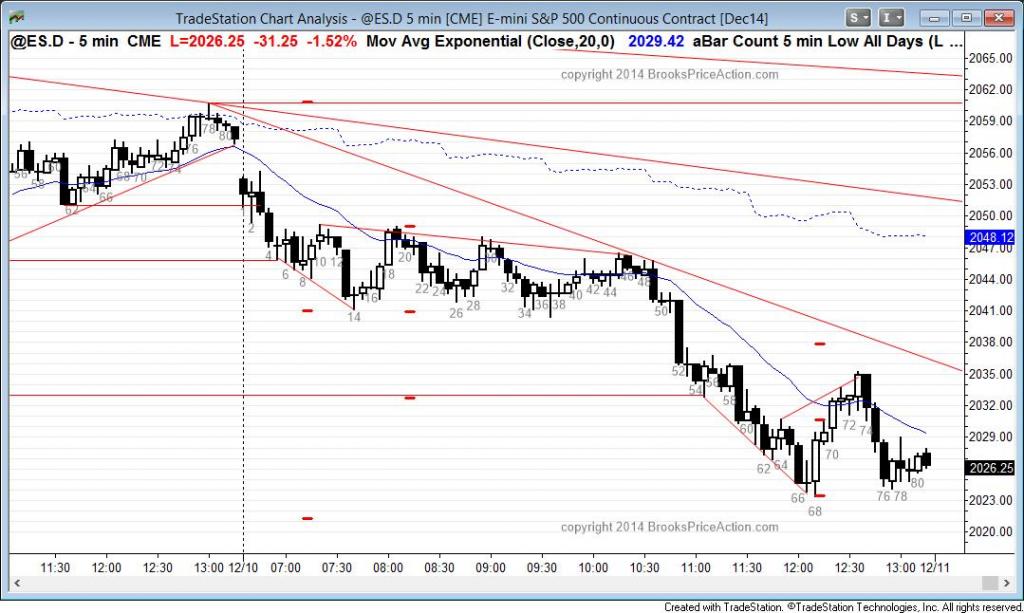 TradeStation Chart Analysis - @ES.D 5 min [CME] E-mini S&P 500 Continuous Contract [Dec14]
S
I
@ES.D - 5 min CME L=2026.25 -31.25 -1.52% Mov Avg Exponential (Close,20,0) 2029.42 aBar Count 5 min Low All Days (L ...
copyright 2014 BrooksPriceAction.com
2065.00
2062.00
2059.00
2056.00
2053.00
2050.00
2048.12
2047.00
2044.00
2041.00
2038.00
2035.00
2032.00
2029.00
2026.25
2023.00
2020.00
56 58 62 54 66 69 70 76 78 80
2 4 6 8 10 12 14 16 18 20 22 24 26 28 30 32 34 36 38 40 42 44 46 48 50 52 54 56 58 60 62 64 66 68 70 72 74 76 78 80
copyright 2014 BrooksPriceAction.com
11:30 12:00 12:30 13:00 12/10 07:00 07:30 08:00 08:30 09:00 09:30 10:00 10:30 11:00 11:30 12:00 12:30 13:00 12/11
Created with TradeStation. ©TradeStation Technologies, Inc. All rights reserved.